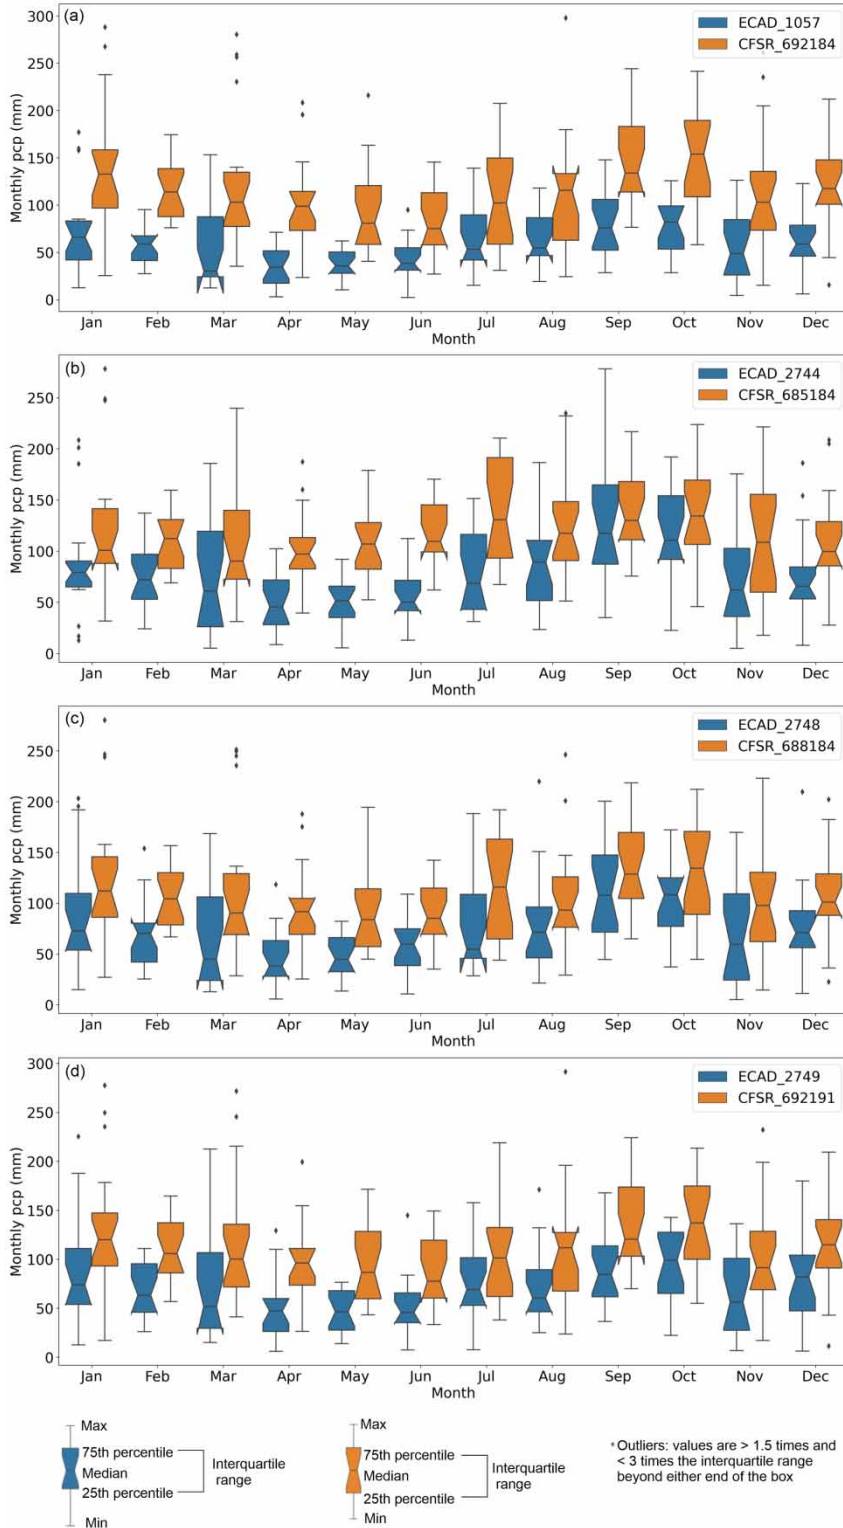 (a)
ECAD_1057
CFSR_692184
300
250
200
150
100
50
0
Monthly pcp (mm)
Jan Feb Mar Apr May Jun Jul Aug Sep Oct Nov Dec
Month
(b)
ECAD_2744
CFSR_685184
250
200
150
100
50
0
Monthly pcp (mm)
Jan Feb Mar Apr May Jun Jul Aug Sep Oct Nov Dec
Month
(c)
ECAD_2748
CFSR_688184
250
200
150
100
50
0
Monthly pcp (mm)
Jan Feb Mar Apr May Jun Jul Aug Sep Oct Nov Dec
Month
(d)
ECAD_2749
CFSR_692191
300
250
200
150
100
50
0
Monthly pcp (mm)
Jan Feb Mar Apr May Jun Jul Aug Sep Oct Nov Dec
Month
Max
75th percentile
Median
25th percentile
Min
Interquartile
range
Max
75th percentile
Median
25th percentile
Min
Interquartile
range
Outliers: values are > 1.5 times and
< 3 times the interquartile range
beyond either end of the box